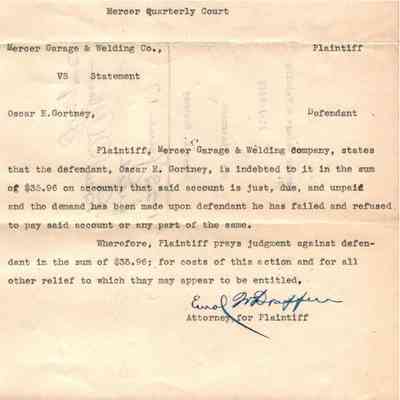 Mercer Quarterly Court
Mercer Garage & Welding Co., Plaintiff
VS Statement
Oscar E.Gortney, Defendant
Plaintiff, Mercer Garage & Welding Company, states
that the defendant, Oscar E. Gortney, is indebted to it in the sum
of $35.96 on account; that said account is just, due, and unpaid
and the demand has been made upon defendant he has failed and refused
to pay said account or any part of the same.
Wherefore, Plaintiff prays judgment against defen-
dant in the sum of $35.96; for costs of this action and for all
other relief to which thay may appear to be entitled.
Attorney for Plaintiff